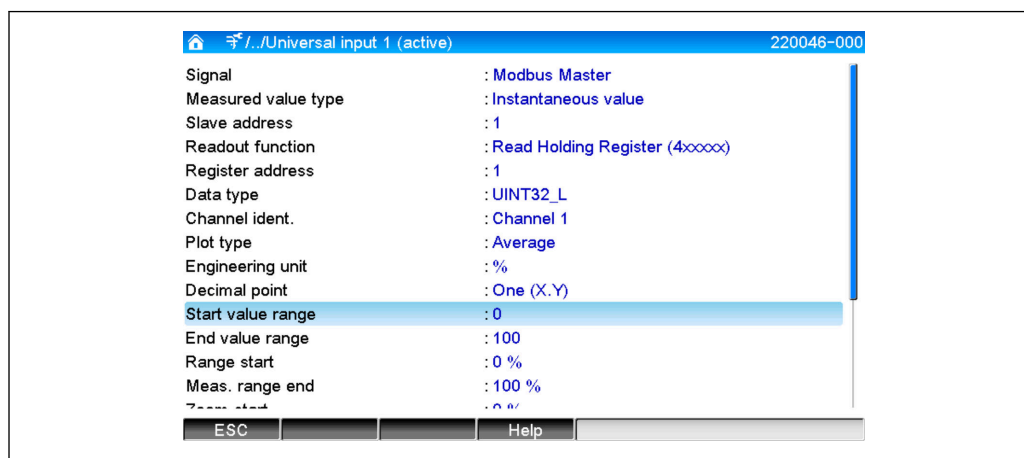 /../Universal input 1 (active) 220046-000
Signal : Modbus Master
Measured value type : Instantaneous value
Slave address : 1
Readout function : Read Holding Register (4xxxxx)
Register address : 1
Data type : UINT32_L
Channel ident. : Channel 1
Plot type : Average
Engineering unit : %
Decimal point : One (X.Y)
Start value range : 0
End value range : 100
Range start : 0 %
Meas. range end : 100 %
Zoom start : 0 %
ESC Help